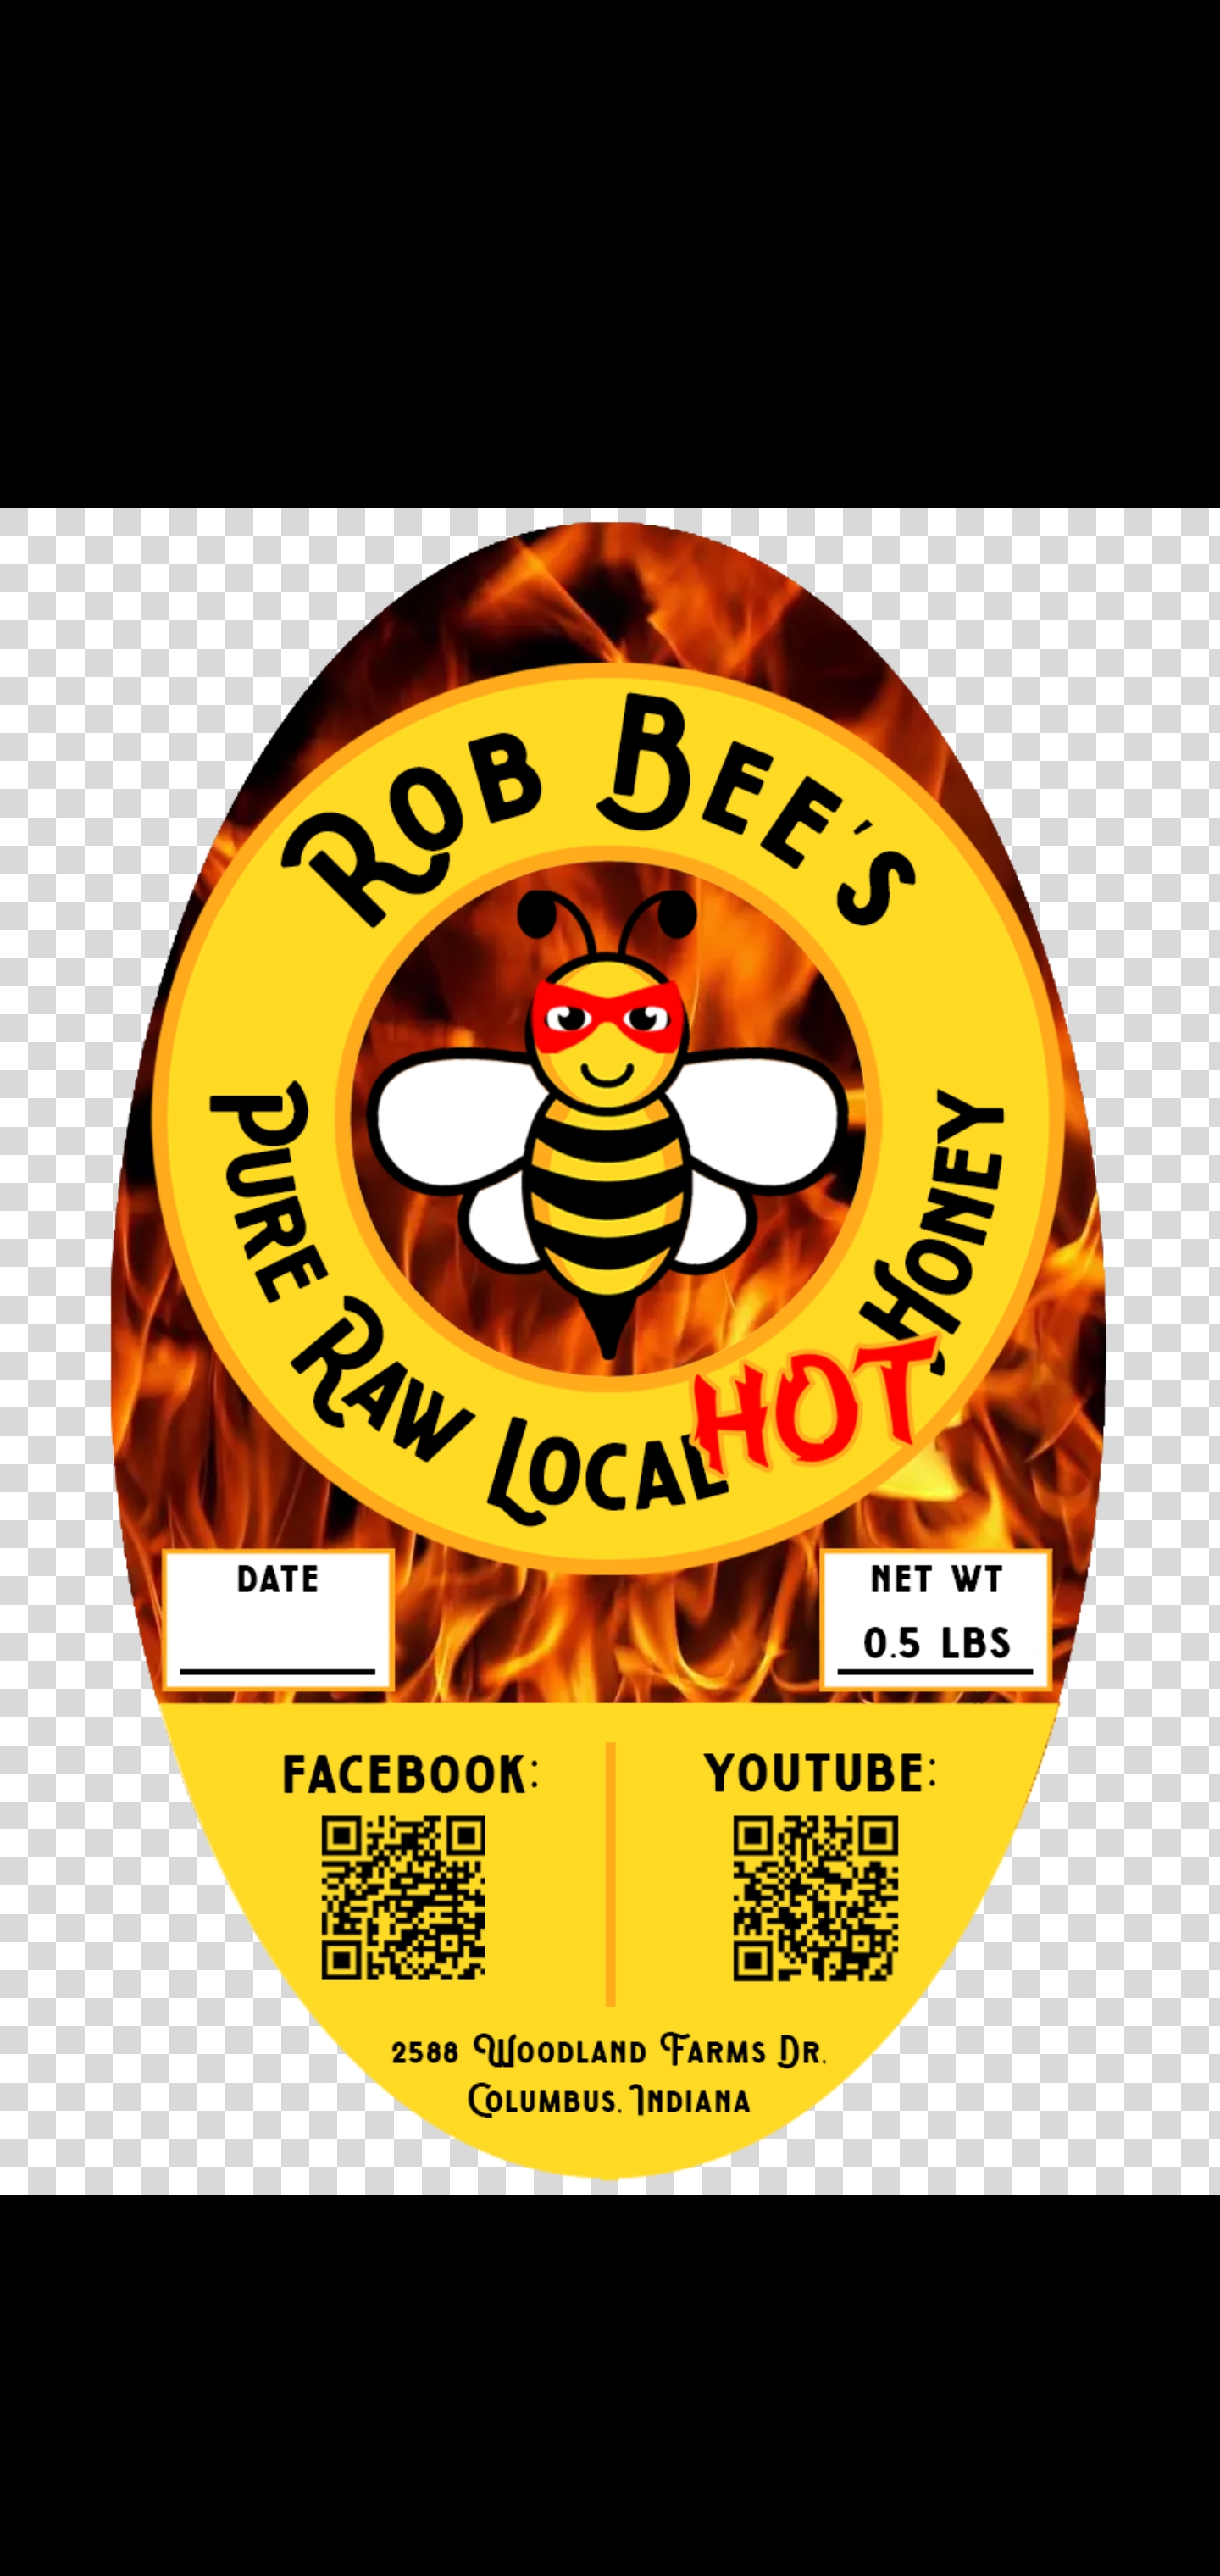 Rob Bee's
Pure Raw Local HOT Honey
DATE
NET WT
0.5 LBS
FACEBOOK:
YOUTUBE:
2588 Woodland Farms Dr.
Columbus, Indiana